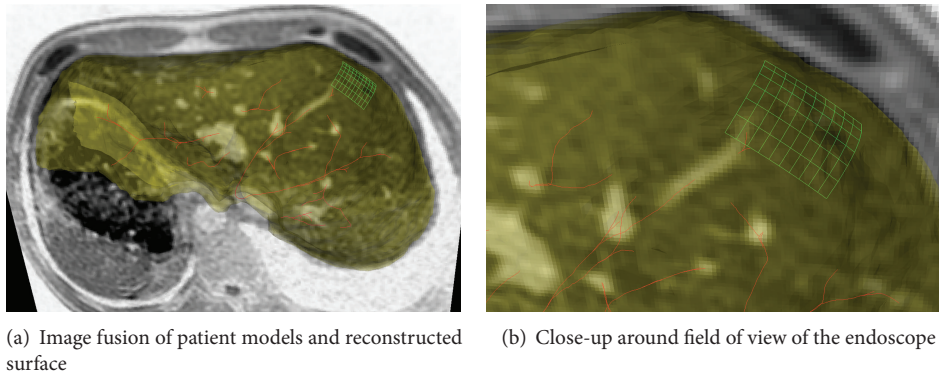 (a) Image fusion of patient models and reconstructed
surface
(b) Close-up around field of view of the endoscope